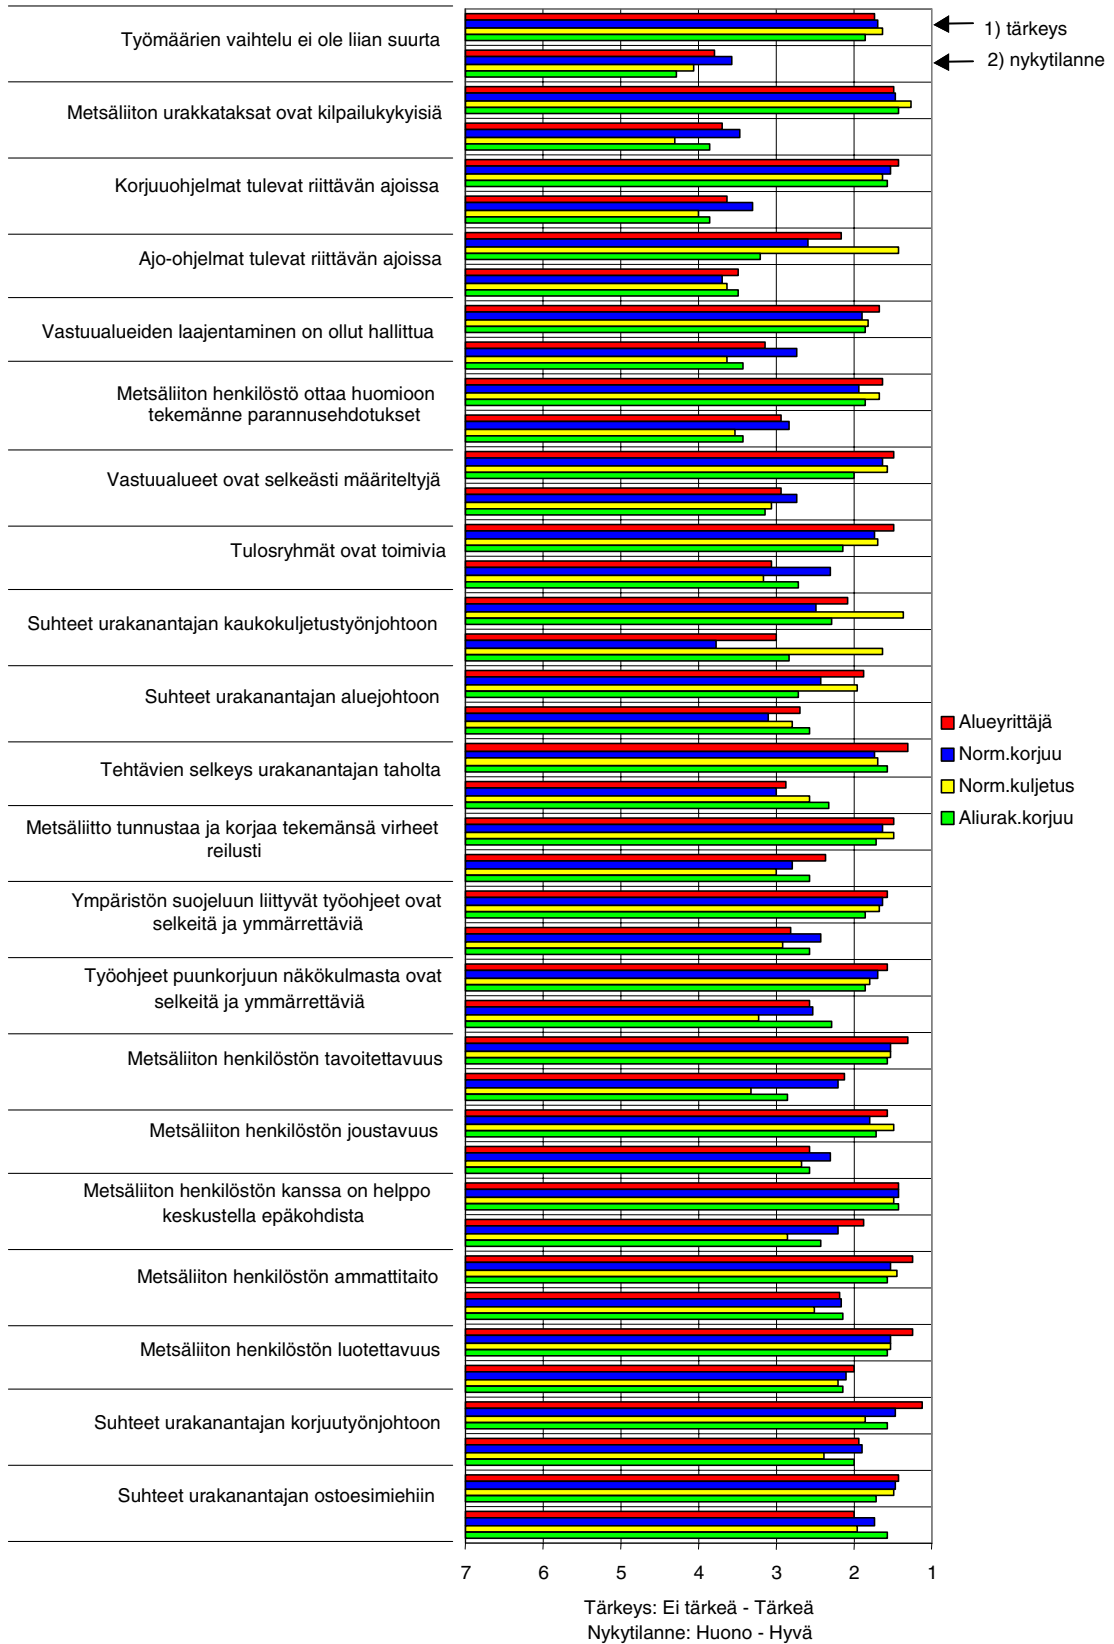 Työmäärien vaihtelu ei ole liian suurta
1) tärkeys
2) nykytilanne
Metsäliiton urakkataksat ovat kilpailukykyisiä
Korjuuohjelmat tulevat riittävän ajoissa
Ajo-ohjelmat tulevat riittävän ajoissa
Vastuualueiden laajentaminen on ollut hallittua
Metsäliiton henkilöstö ottaa huomioon
tekemänne parannusehdotukset
Vastuualueet ovat selkeästi määriteltyjä
Tulosryhmät ovat toimivia
Suhteet urakanantajan kaukokuljetustyönjohtoon
Suhteet urakanantajan aluejohtoon
Tehtävien selkeys urakanantajan taholta
Metsäliitto tunnustaa ja korjaa tekemänsä virheet
reilusti
Ympäristön suojeluun liittyvät työohjeet ovat
selkeitä ja ymmärrettäviä
Työohjeet puunkorjuun näkökulmasta ovat
selkeitä ja ymmärrettäviä
Metsäliiton henkilöstön tavoitettavuus
Metsäliiton henkilöstön joustavuus
Metsäliiton henkilöstön kanssa on helppo
keskustella epäkohdista
Metsäliiton henkilöstön ammattitaito
Metsäliiton henkilöstön luotettavuus
Suhteet urakanantajan korjuutyönjohtoon
Suhteet urakanantajan ostoesimiehiin
Alueyrittäjä
Norm.korjuu
Norm.kuljetus
Aliurak.korjuu
7 6 5 4 3 2 1
Tärkeys: Ei tärkeä - Tärkeä
Nykytilanne: Huono - Hyvä